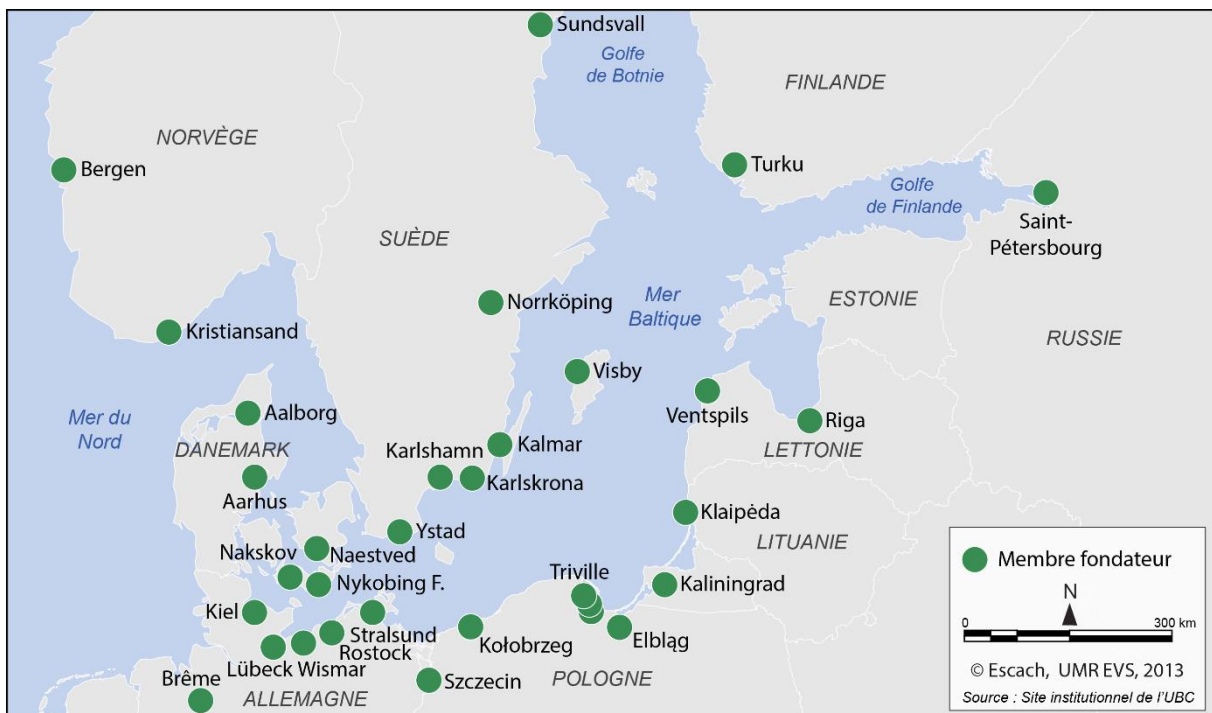 Sundsvall
Golfe
de Botnie
FINLANDE
NORVÈGE
Bergen
Turku
Golfe
de Finlande
Saint-
Pétersbourg
SUÈDE
Norrköping
Mer
Baltique
ESTONIE
Kristiansand
RUSSIE
Visby
Mer du
Nord
Aalborg
Ventspils
Riga
DANEMARK
Karlshamn
Kalmar
LETTONIE
Aarhus
Karlskrona
Klaipėda
Ystad
LITUANIE
Nakskov
Naestved
Triville
Kaliningrad
Nykobing F.
Kiel
Stralsund
Rostock
Kołobrzeg
Elbląg
Lübeck
Wismar
Brême
ALLEMAGNE
Szczecin
POLOGNE
Membre fondateur
N
0
300 km
© Escach, UMR EVS, 2013
Source : Site institutionnel de l'UBC